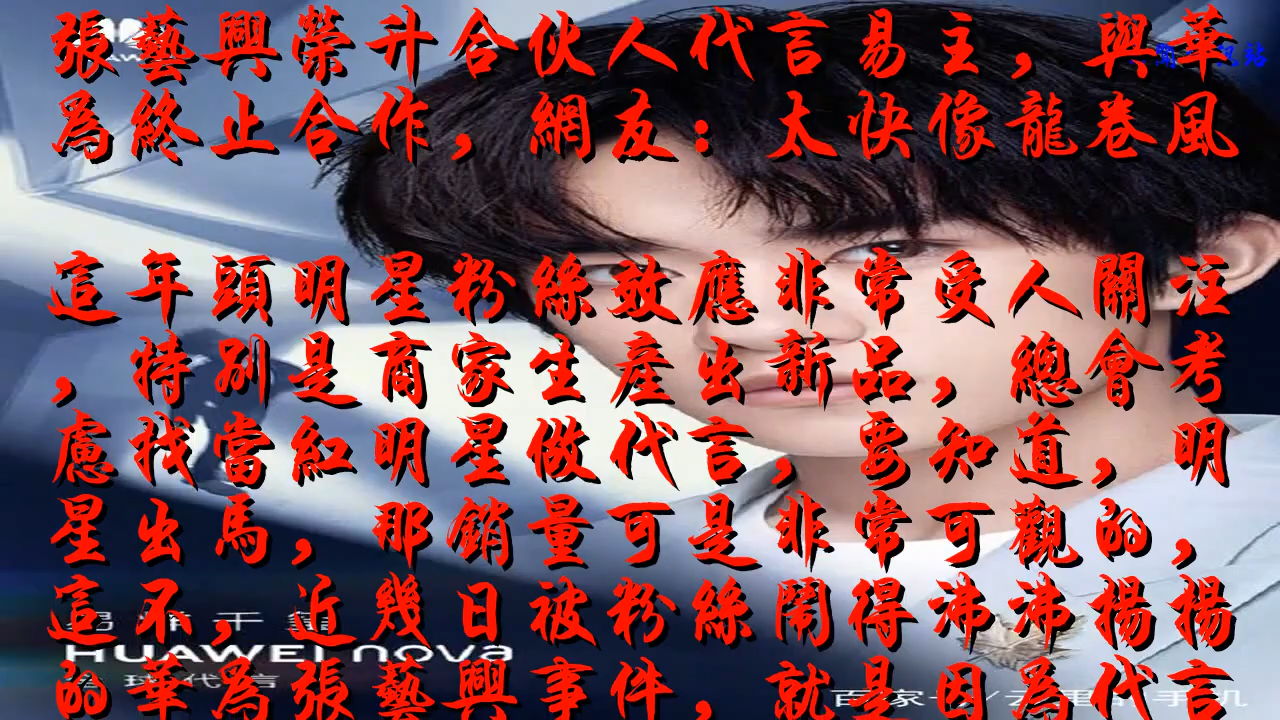 張藝興榮升合伙人代言易主，與華
為終止合作，網友：太快像龍卷風
這年頭明星粉絲效應非常受人關注
，特別是商家生產出新品，總會考
慮找當紅明星做代言，要知道，明
星出馬，那銷量可是非常可觀的，
這不，近幾日被粉絲鬧得沸沸揚揚
HUAWEI nova
的華為張藝興事件，就是因為代言